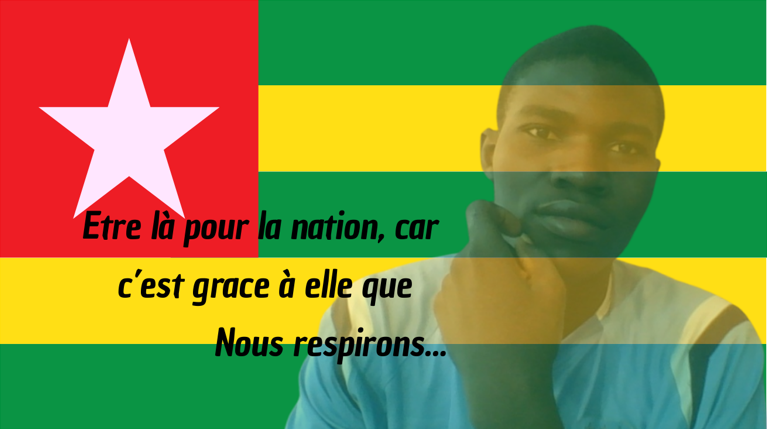 Etre là pour la nation, car
c'est grace à elle que
Nous respirons...